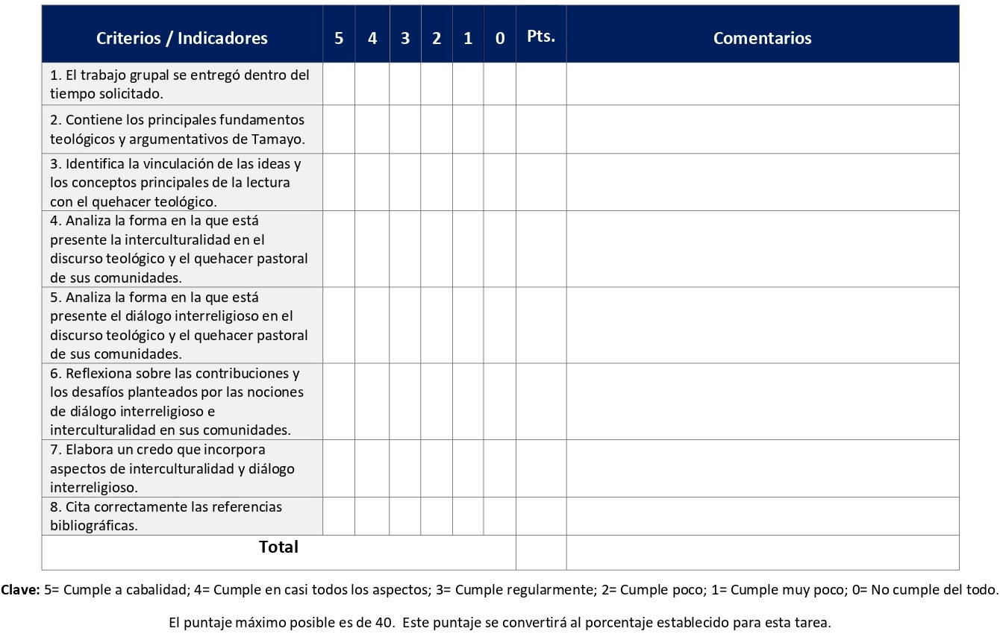 Criterios / Indicadores 5 4 3 2 1 0 Pts. Comentarios
1. El trabajo grupal se entregó dentro del
tiempo solicitado.
2. Contiene los principales fundamentos
teológicos y argumentativos de Tamayo.
3. Identifica la vinculación de las ideas y
los conceptos principales de la lectura
con el quehacer teológico.
4. Analiza la forma en la que está
presente la interculturalidad en el
discurso teológico y el quehacer pastoral
de sus comunidades.
5. Analiza la forma en la que está
presente el diálogo interreligioso en el
discurso teológico y el quehacer pastoral
de sus comunidades.
6. Reflexiona sobre las contribuciones y
los desafíos planteados por las nociones
de diálogo interreligioso e
interculturalidad en sus comunidades.
7. Elabora un credo que incorpora
aspectos de interculturalidad y diálogo
interreligioso.
8. Cita correctamente las referencias
bibliográficas.
Total
Clave: 5= Cumple a cabalidad; 4= Cumple en casi todos los aspectos; 3= Cumple regularmente; 2= Cumple poco; 1= Cumple muy poco; 0= No cumple del todo.
El puntaje máximo posible es de 40. Este puntaje se convertirá al porcentaje establecido para esta tarea.